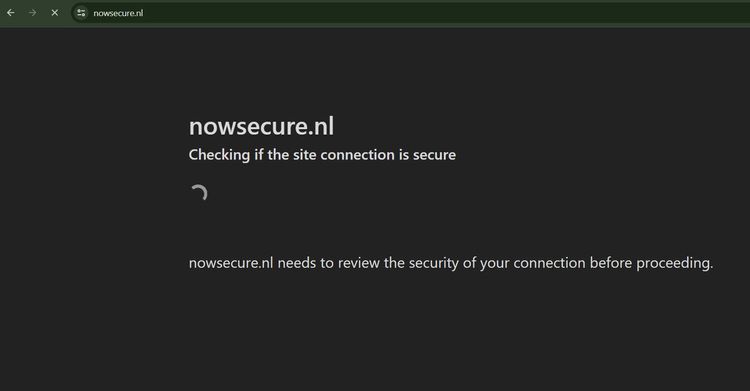 nowsecure.nl
nowsecure.nl
Checking if the site connection is secure
nowsecure.nl needs to review the security of your connection before proceeding.